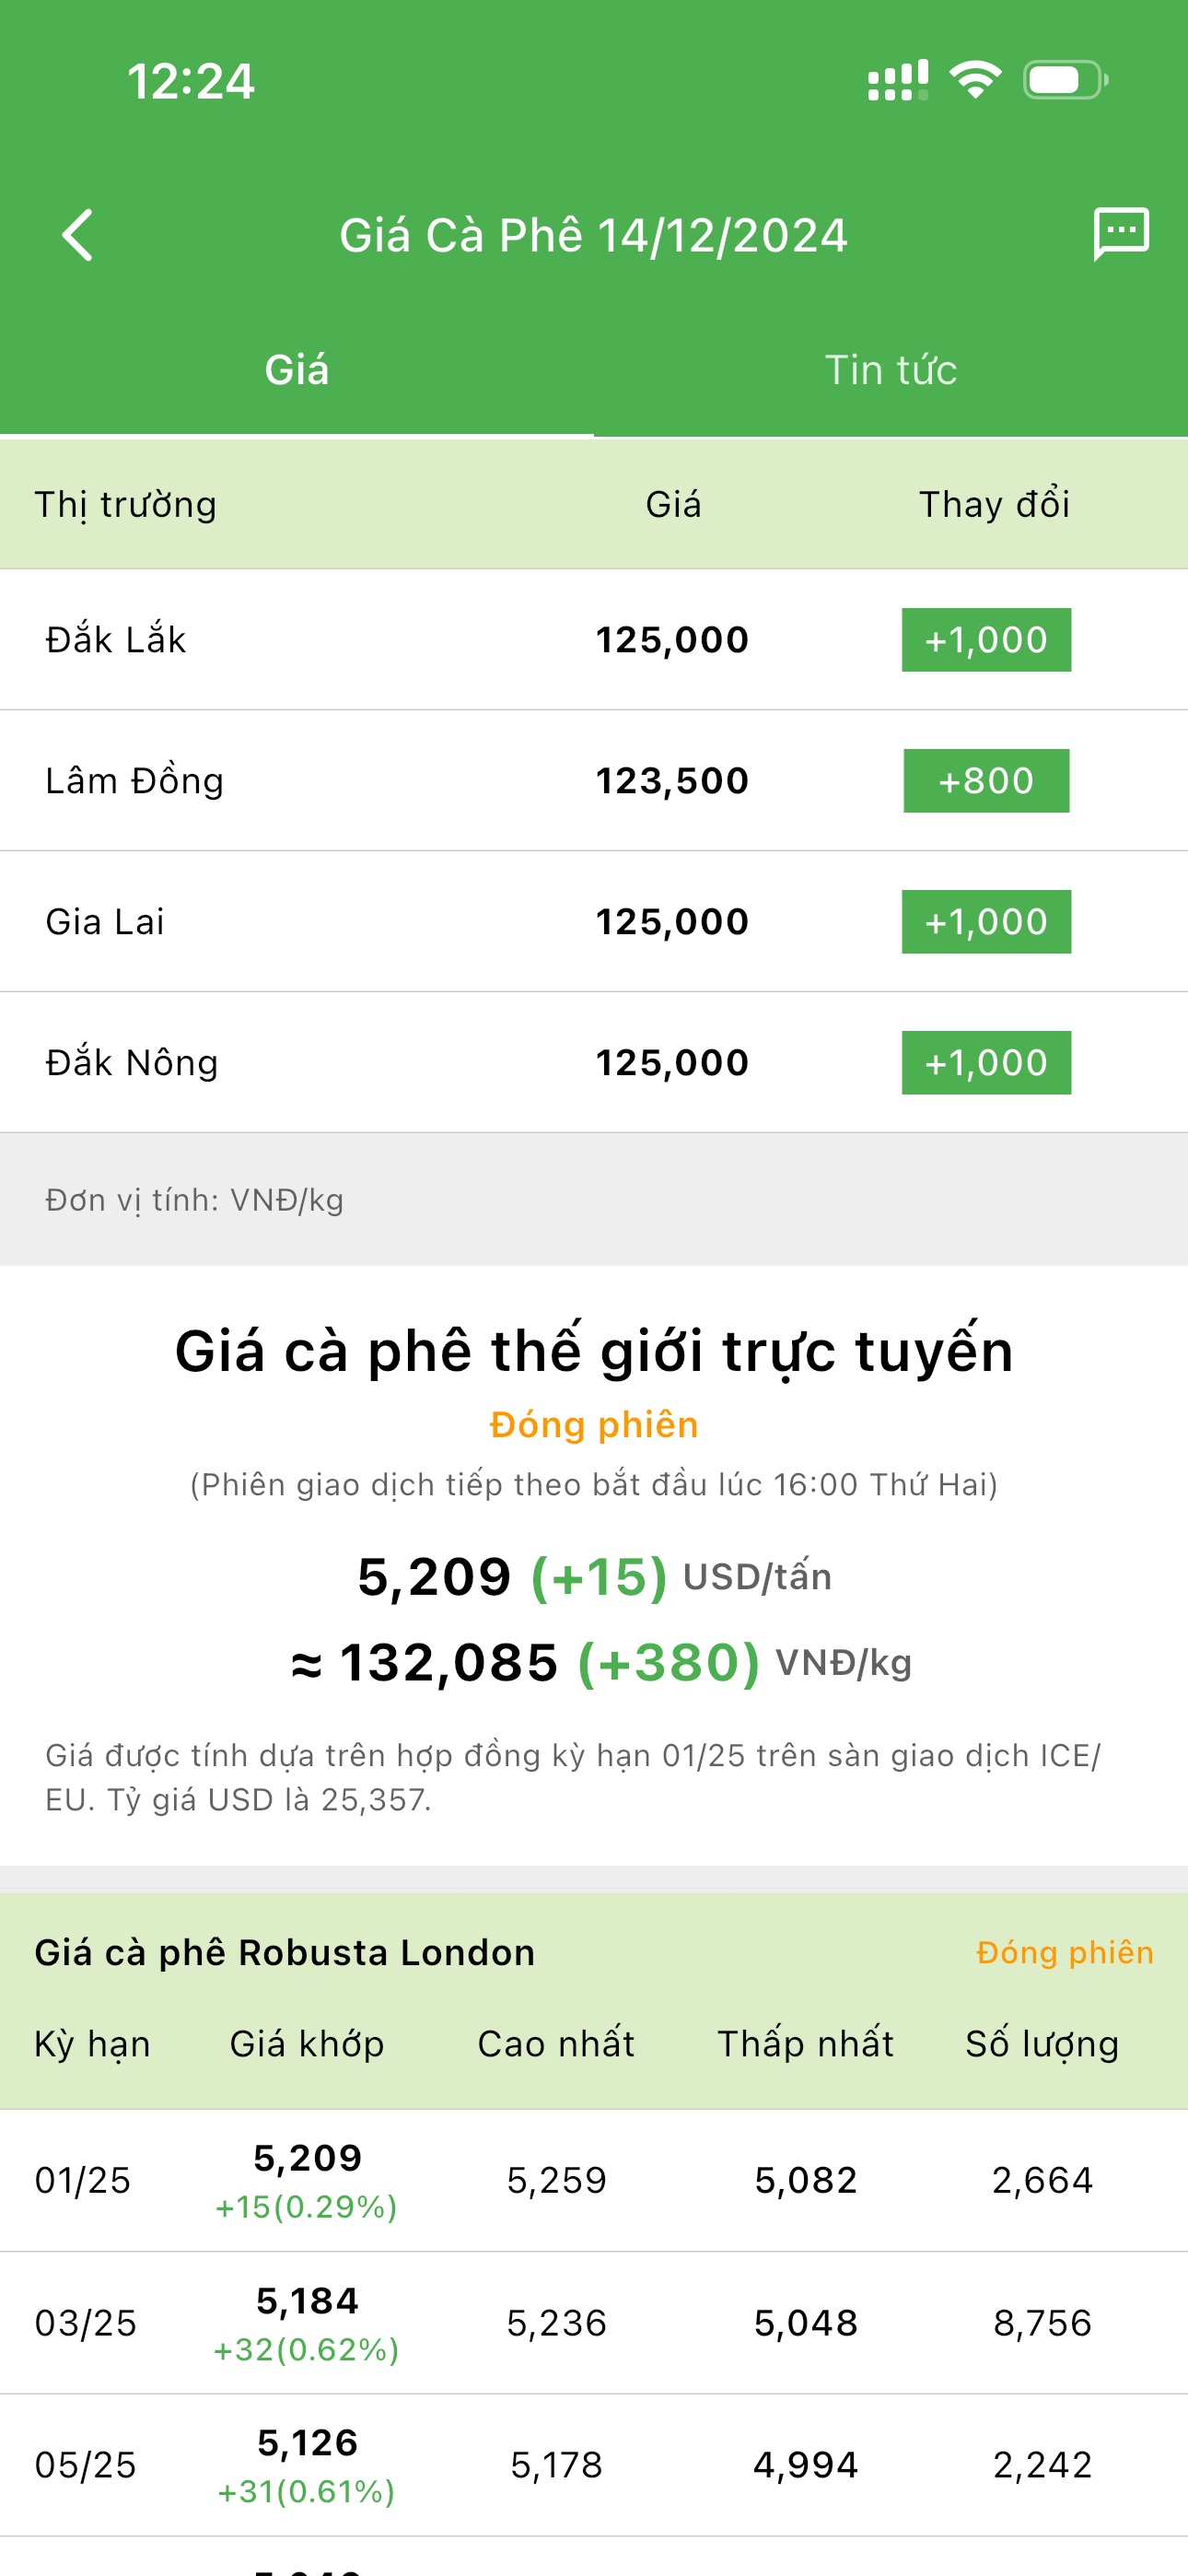 12:24
Giá Cà Phê 14/12/2024
Giá Tin tức
Thị trường Giá Thay đổi
Đắk Lắk 125,000 +1,000
Lâm Đồng 123,500 +800
Gia Lai 125,000 +1,000
Đắk Nông 125,000 +1,000
Đơn vị tính: VNĐ/kg
Giá cà phê thế giới trực tuyến
Đóng phiên
(Phiên giao dịch tiếp theo bắt đầu lúc 16:00 Thứ Hai)
5,209 (+15) USD/tấn
≈ 132,085 (+380) VNĐ/kg
Giá được tính dựa trên hợp đồng kỳ hạn 01/25 trên sàn giao dịch ICE/
EU. Tỷ giá USD là 25,357.
Giá cà phê Robusta London Đóng phiên
Kỳ hạn Giá khớp Cao nhất Thấp nhất Số lượng
01/25 5,209 5,259 5,082 2,664
+15(0.29%)
03/25 5,184 5,236 5,048 8,756
+32(0.62%)
05/25 5,126 5,178 4,994 2,242
+31(0.61%)